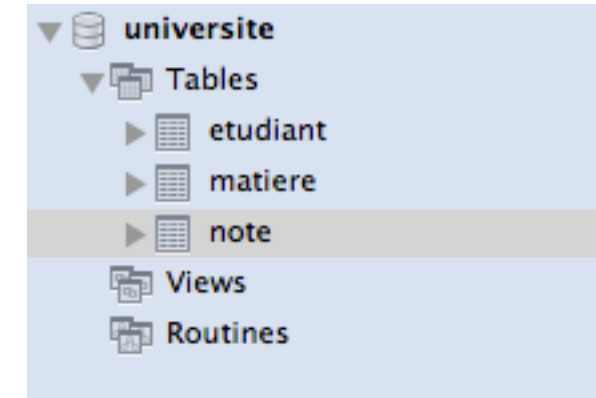 universite
Tables
etudiant
matiere
note
Views
Routines